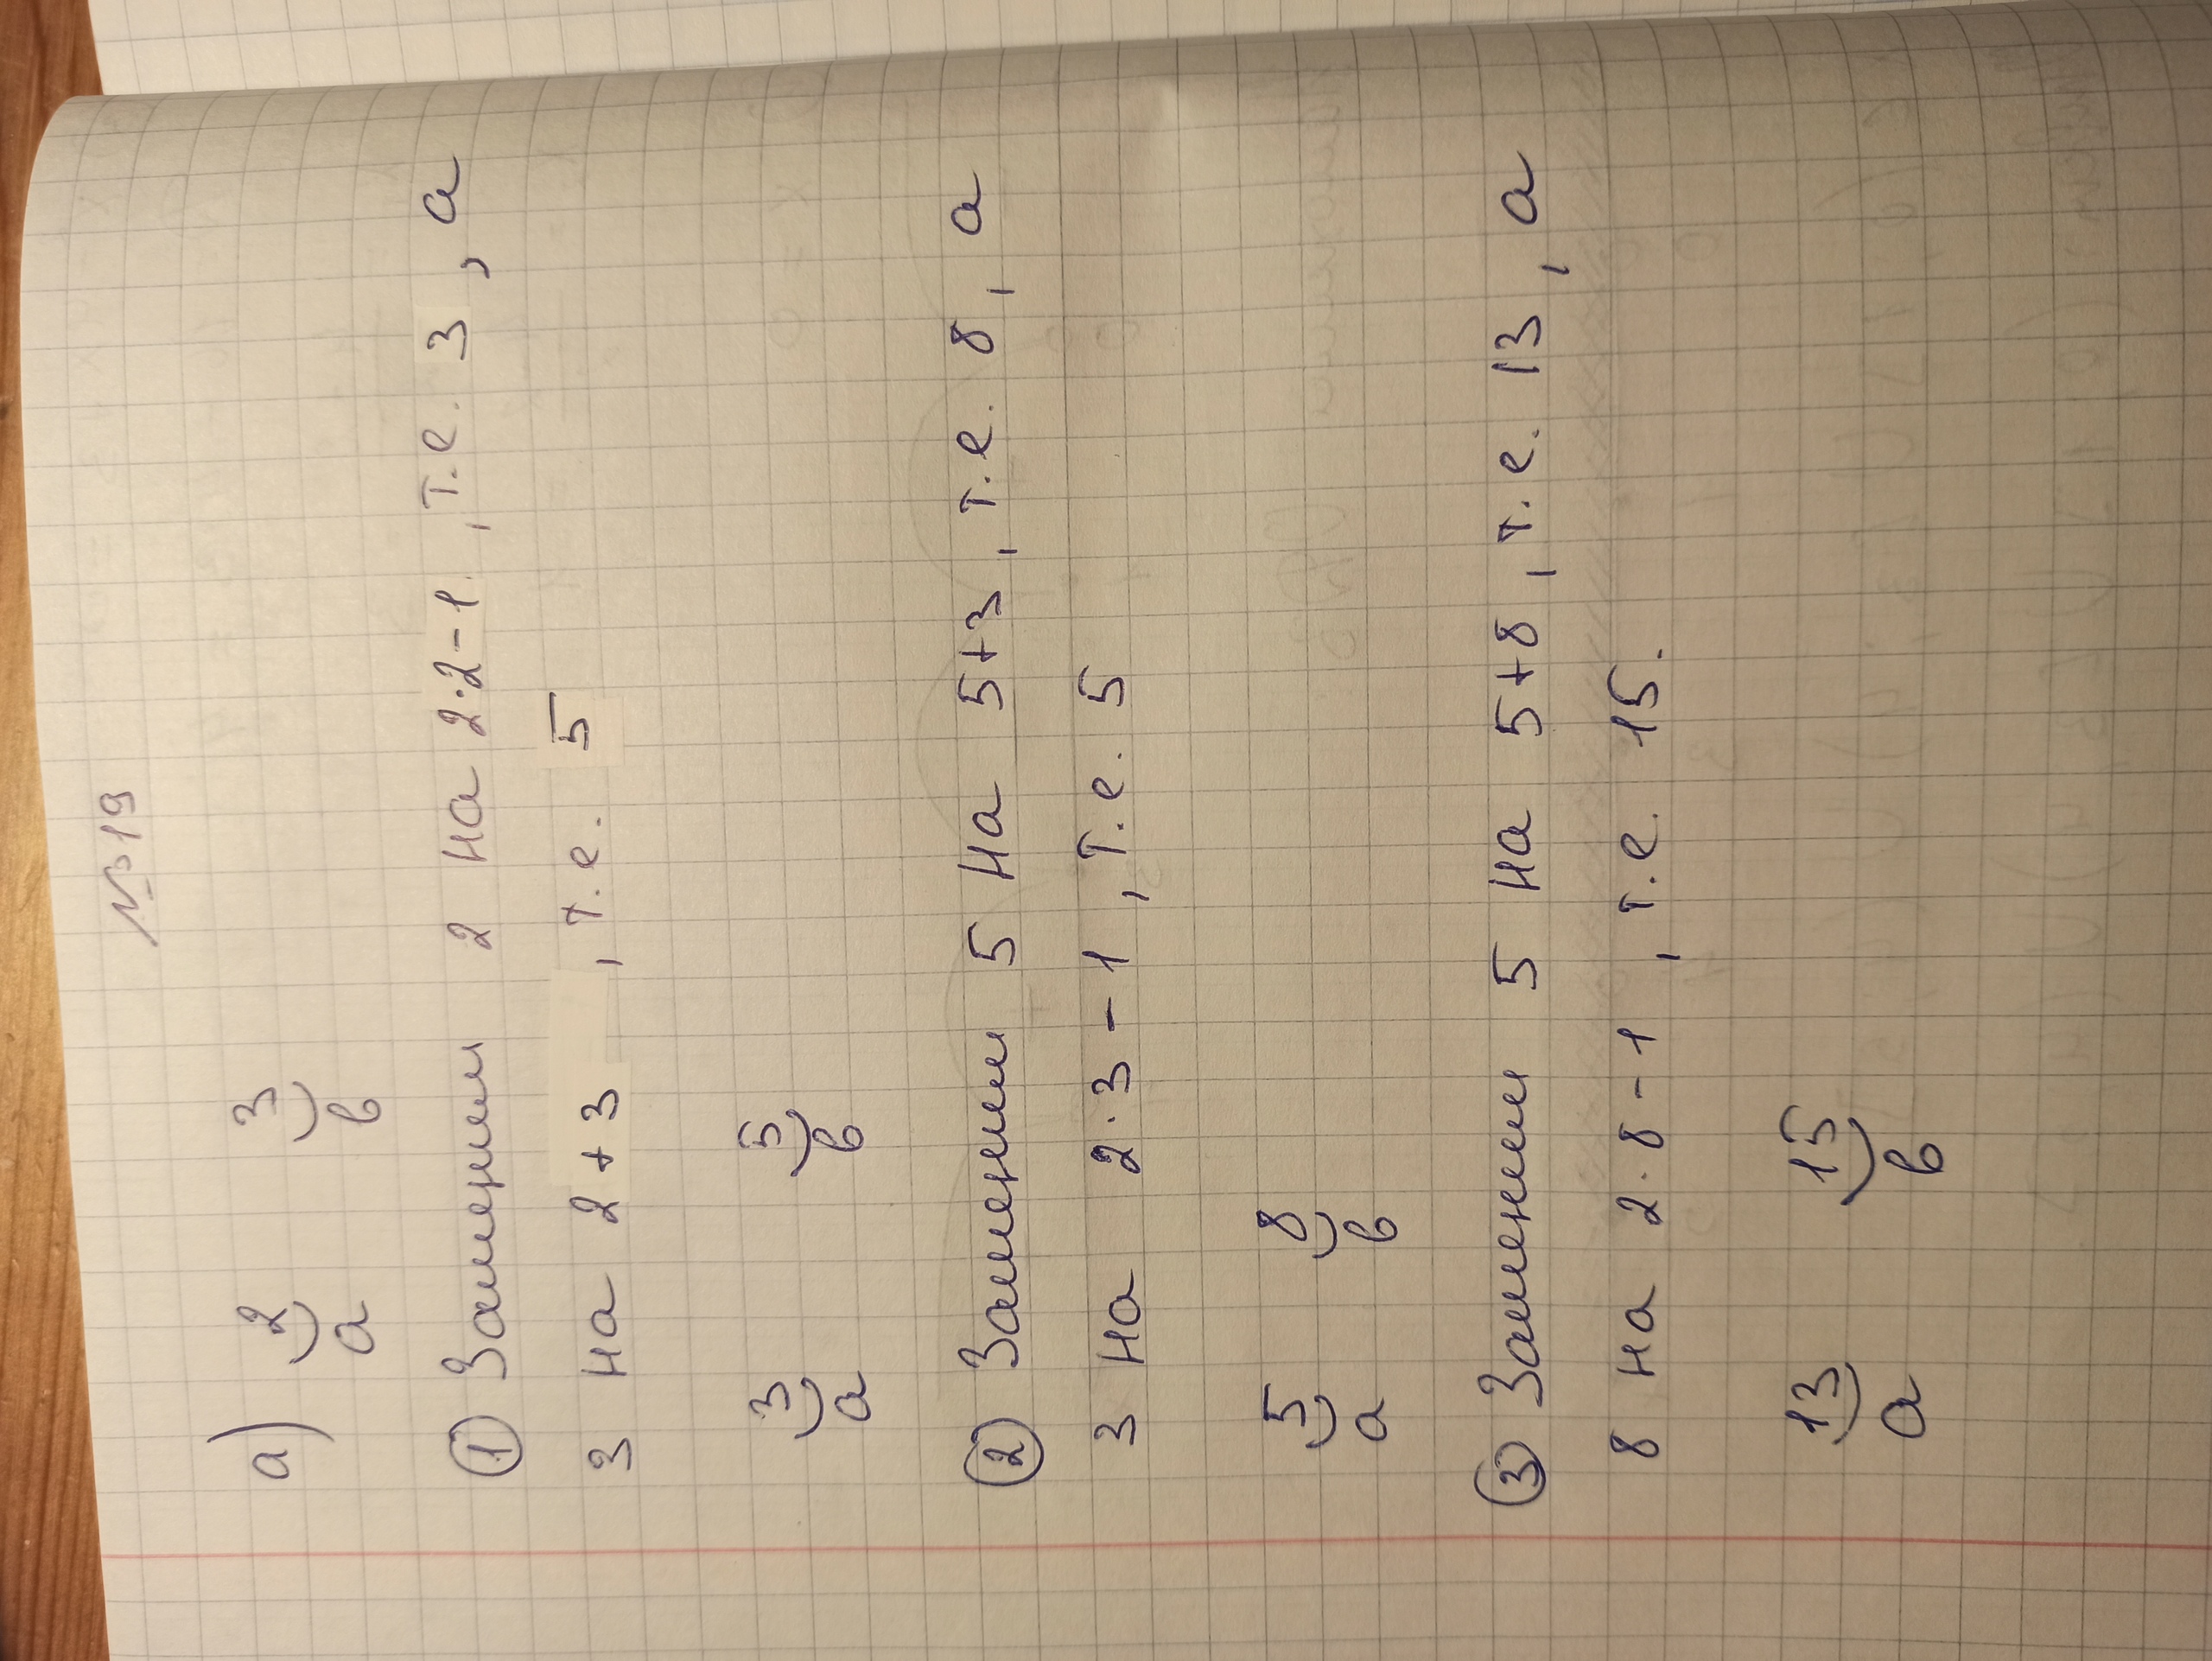 №19
а) 2 3
а в
① Заменим 2 на 2·2-1, т.е. 3, а
3 на 2+3, т.е. 5
3 5
а в
② Заменим 5 на 5+3, т.е. 8, а
3 на 2·3-1, т.е. 5
5 8
а в
③ Заменим 5 на 5+8, т.е. 13, а
8 на 2·8-1, т.е. 15.
13 15
а в